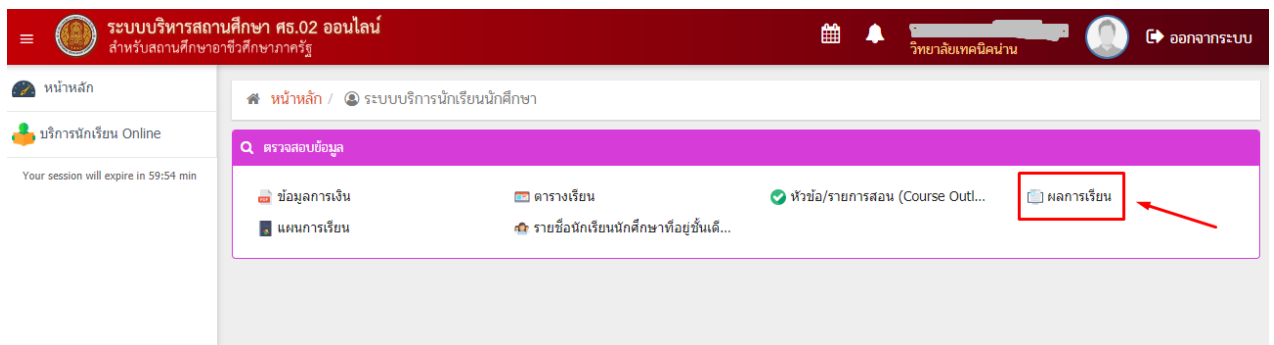 ระบบบริหารสถานศึกษา ศธ.02 ออนไลน์
สำหรับสถานศึกษาอาชีวศึกษาภาครัฐ
วิทยาลัยเทคนิคน่าน
ออกจากระบบ
หน้าหลัก
บริการนักเรียน Online
Your session will expire in 59:54 min
หน้าหลัก / ระบบบริการนักเรียนนักศึกษา
ตรวจสอบข้อมูล
ข้อมูลการเงิน ตารางเรียน หัวข้อ/รายการสอน (Course Outl... ผลการเรียน
แผนการเรียน รายชื่อนักเรียนนักศึกษาที่อยู่ชั้นเดี...